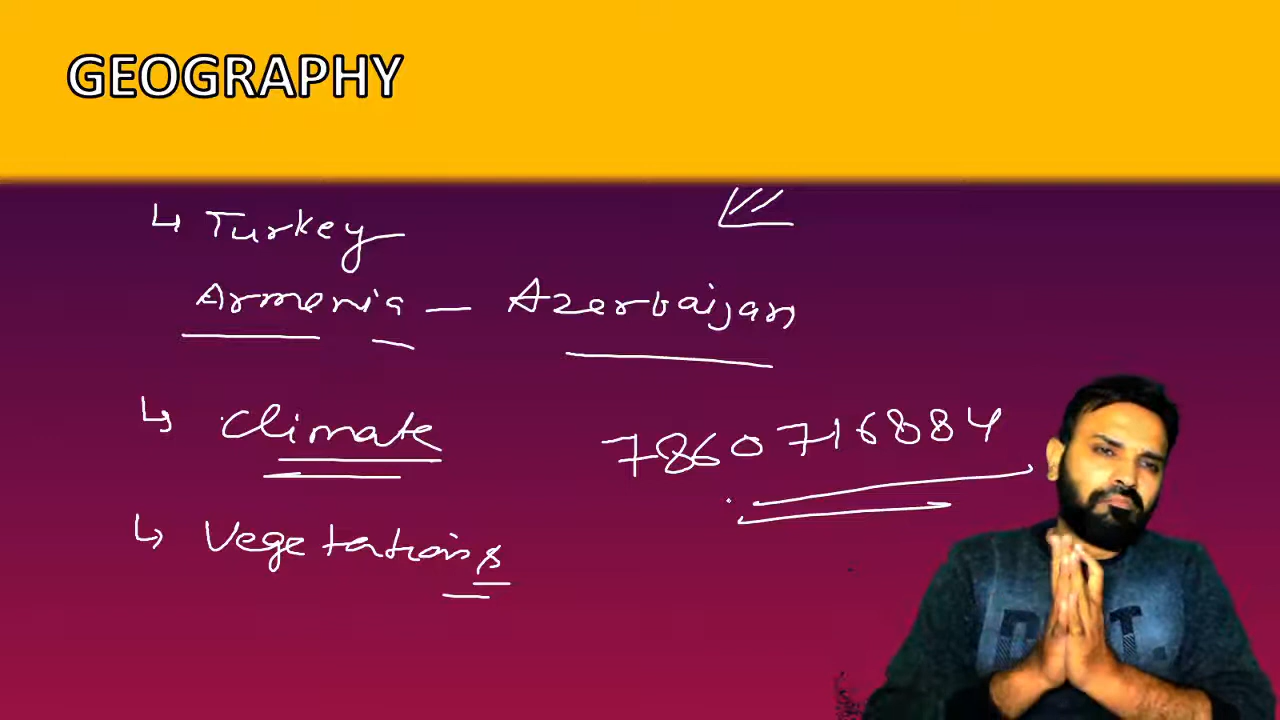 GEOGRAPHY
↳ Turkey
Armenia - Azerbaijan
↳ Climate
7860716884
↳ Vegetations